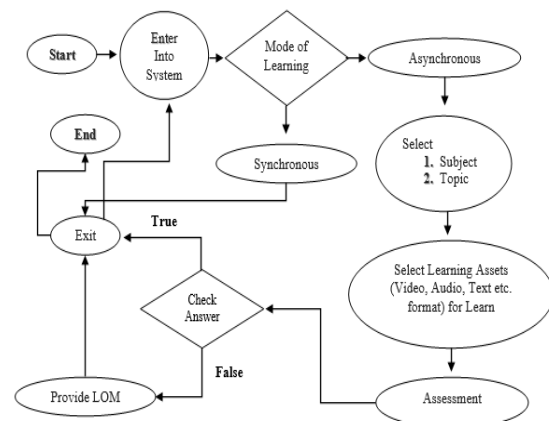 Start
Enter
Into
System
Mode of
Learning
Asynchronous
End
Synchronous
Select
1. Subject
2. Topic
True
Exit
Select Learning Assets
(Video, Audio, Text etc.
format) for Learn
Check
Answer
False
Provide LOM
Assessment